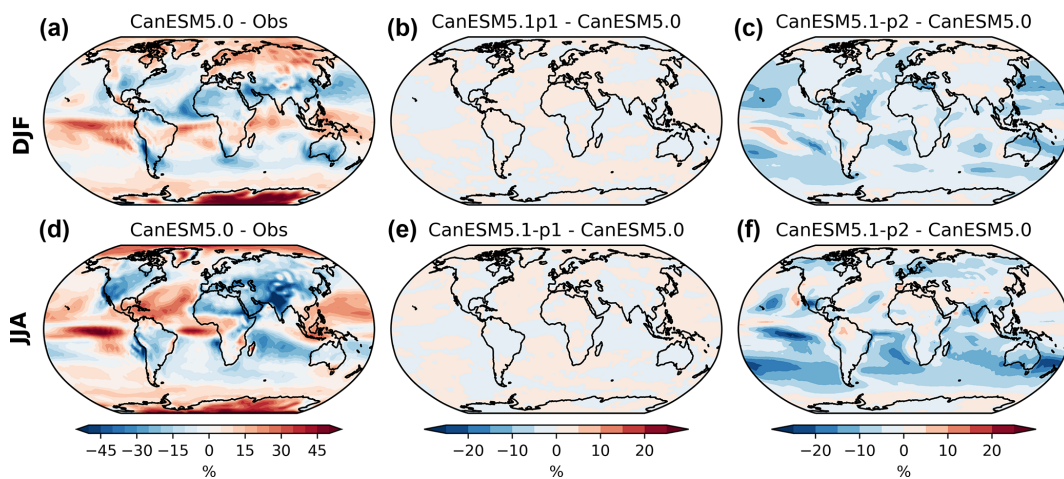 (a) CanESM5.0 - Obs
(b) CanESM5.1p1 - CanESM5.0
(c) CanESM5.1-p2 - CanESM5.0
DJF
(d) CanESM5.0 - Obs
(e) CanESM5.1-p1 - CanESM5.0
(f) CanESM5.1-p2 - CanESM5.0
JJA
−45 −30 −15 0 15 30 45
%
−20 −10 0 10 20
%
−20 −10 0 10 20
%